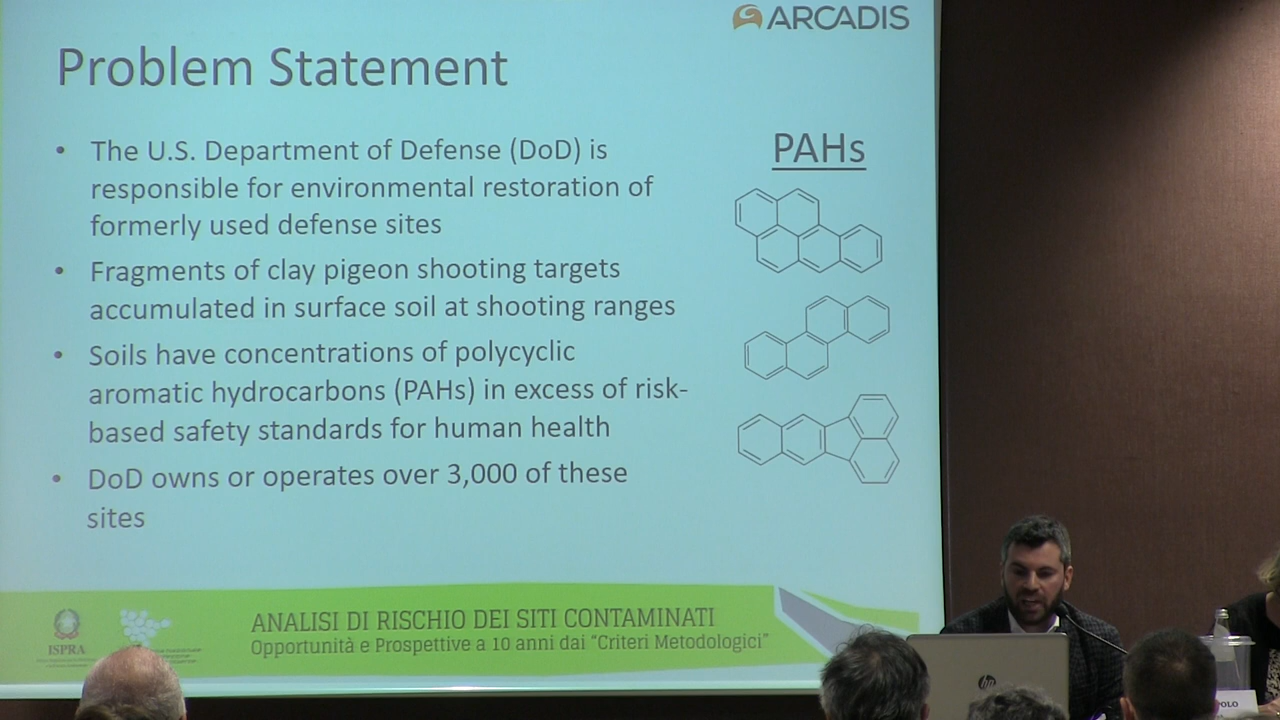 ARCADIS
Problem Statement
• The U.S. Department of Defense (DoD) is
responsible for environmental restoration of
formerly used defense sites
• Fragments of clay pigeon shooting targets
accumulated in surface soil at shooting ranges
• Soils have concentrations of polycyclic
aromatic hydrocarbons (PAHs) in excess of risk-
based safety standards for human health
• DoD owns or operates over 3,000 of these
sites
PAHs
ANALISI DI RISCHIO DEI SITI CONTAMINATI
Opportunità e Prospettive a 10 anni dai "Criteri Metodologici"
ISPRA
hp
POLO